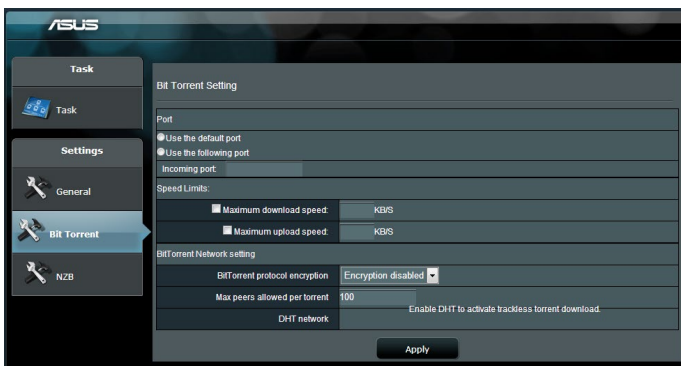 ASUS
Task
Task
Settings
General
Bit Torrent
NZB
Bit Torrent Setting
Port
Use the default port
Use the following port
Incoming port:
Speed Limits:
Maximum download speed: KB/S
Maximum upload speed: KB/S
BitTorrent Network setting
BitTorrent protocol encryption Encryption disabled
Max peers allowed per torrent 100
DHT network Enable DHT to activate trackless torrent download.
Apply